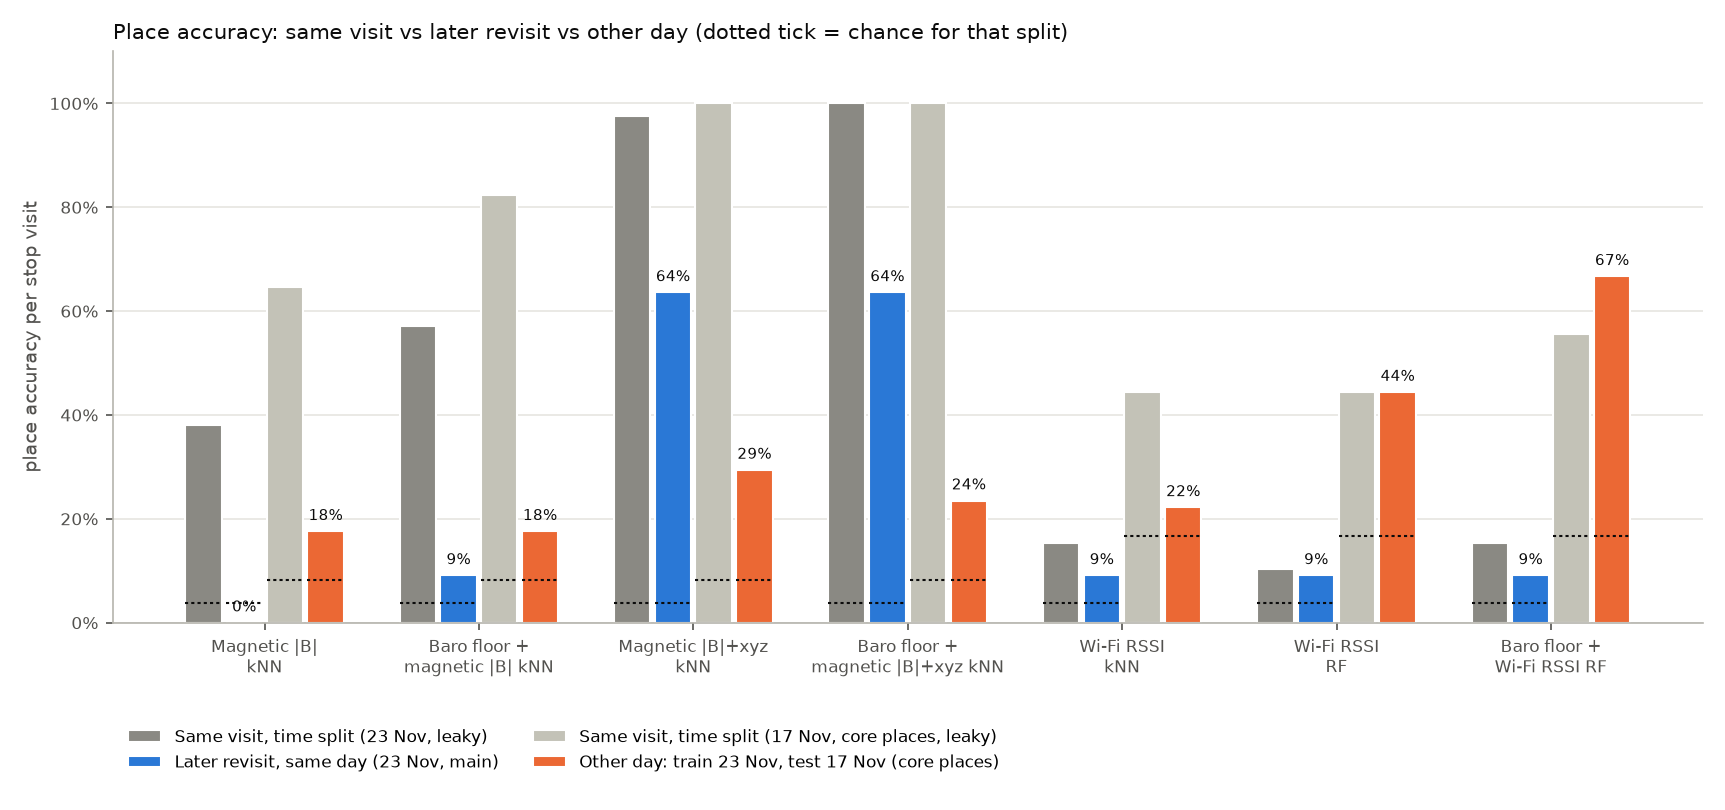 Place accuracy: same visit vs later revisit vs other day (dotted tick = chance for that split)
place accuracy per stop visit
100%
80%
60%
40%
20%
0%
0%
18%
9%
18%
64%
29%
64%
24%
9%
22%
9%
44%
9%
67%
Magnetic |B|
kNN
Baro floor +
magnetic |B| kNN
Magnetic |B|+xyz
kNN
Baro floor +
magnetic |B|+xyz kNN
Wi-Fi RSSI
kNN
Wi-Fi RSSI
RF
Baro floor +
Wi-Fi RSSI RF
Same visit, time split (23 Nov, leaky)
Later revisit, same day (23 Nov, main)
Same visit, time split (17 Nov, core places, leaky)
Other day: train 23 Nov, test 17 Nov (core places)